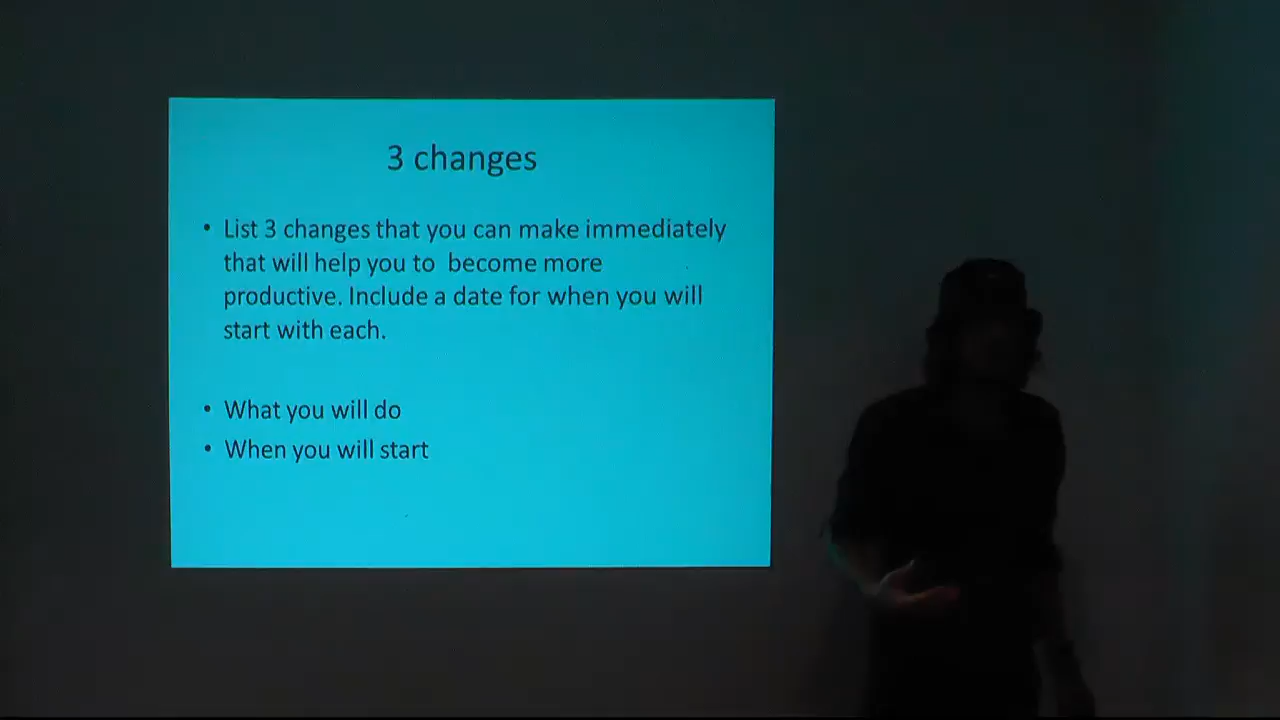 3 changes
• List 3 changes that you can make immediately
that will help you to become more
productive. Include a date for when you will
start with each.
• What you will do
• When you will start